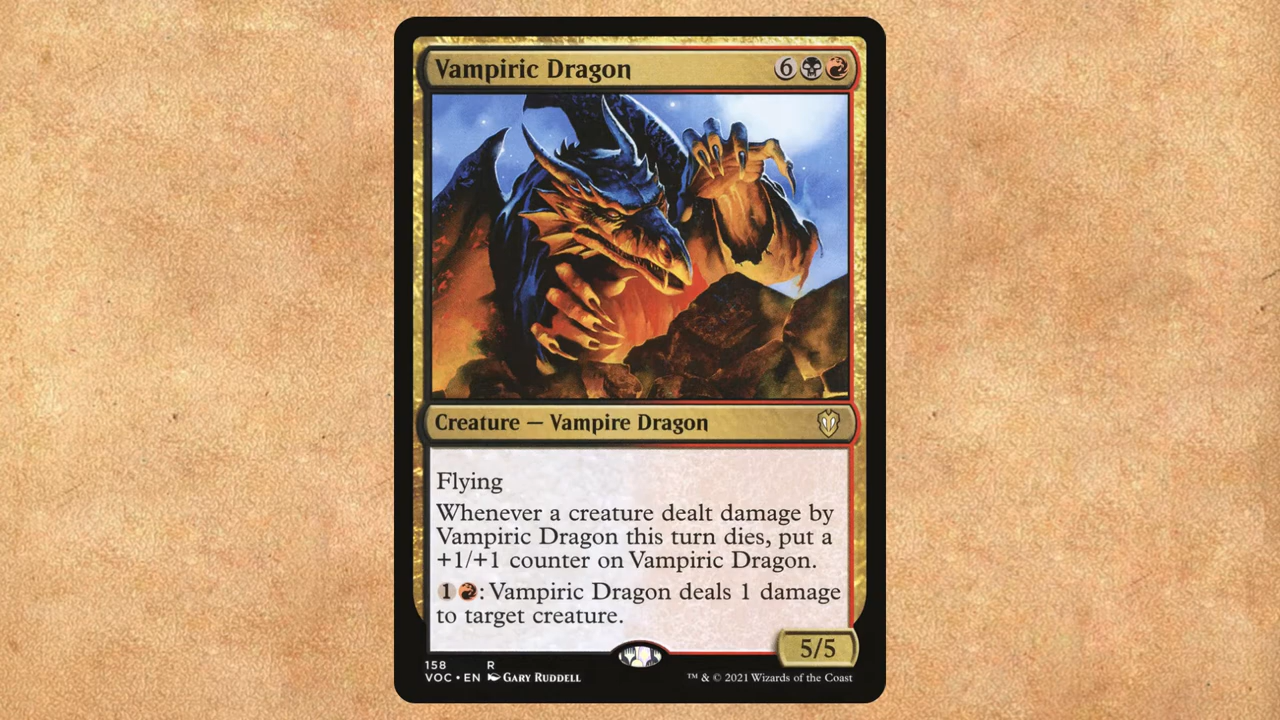 Vampiric Dragon 6
Creature — Vampire Dragon
Flying
Whenever a creature dealt damage by
Vampiric Dragon this turn dies, put a
+1/+1 counter on Vampiric Dragon.
1 : Vampiric Dragon deals 1 damage
to target creature.
5/5
158 R
VOC • EN Gary Ruddell
™ & © 2021 Wizards of the Coast